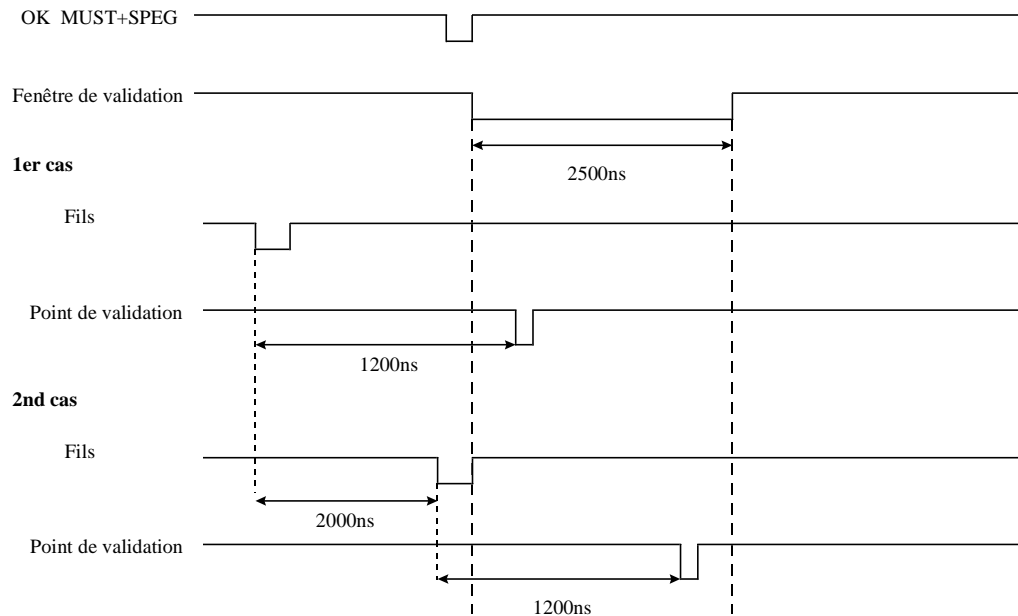 OK MUST+SPEG
Fenêtre de validation
2500ns
1er cas
Fils
Point de validation
1200ns
2nd cas
Fils
2000ns
Point de validation
1200ns